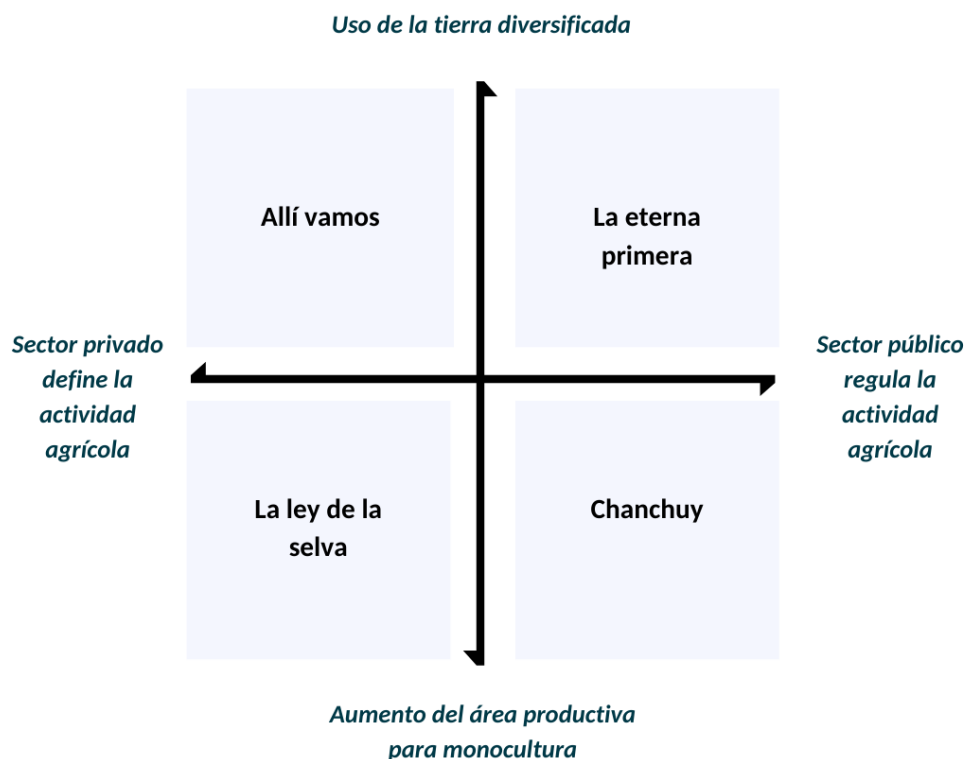 Uso de la tierra diversificada
Allí vamos
La eterna
primera
Sector privado
define la
actividad
agrícola
Sector público
regula la
actividad
agrícola
La ley de la
selva
Chanchuy
Aumento del área productiva
para monocultura